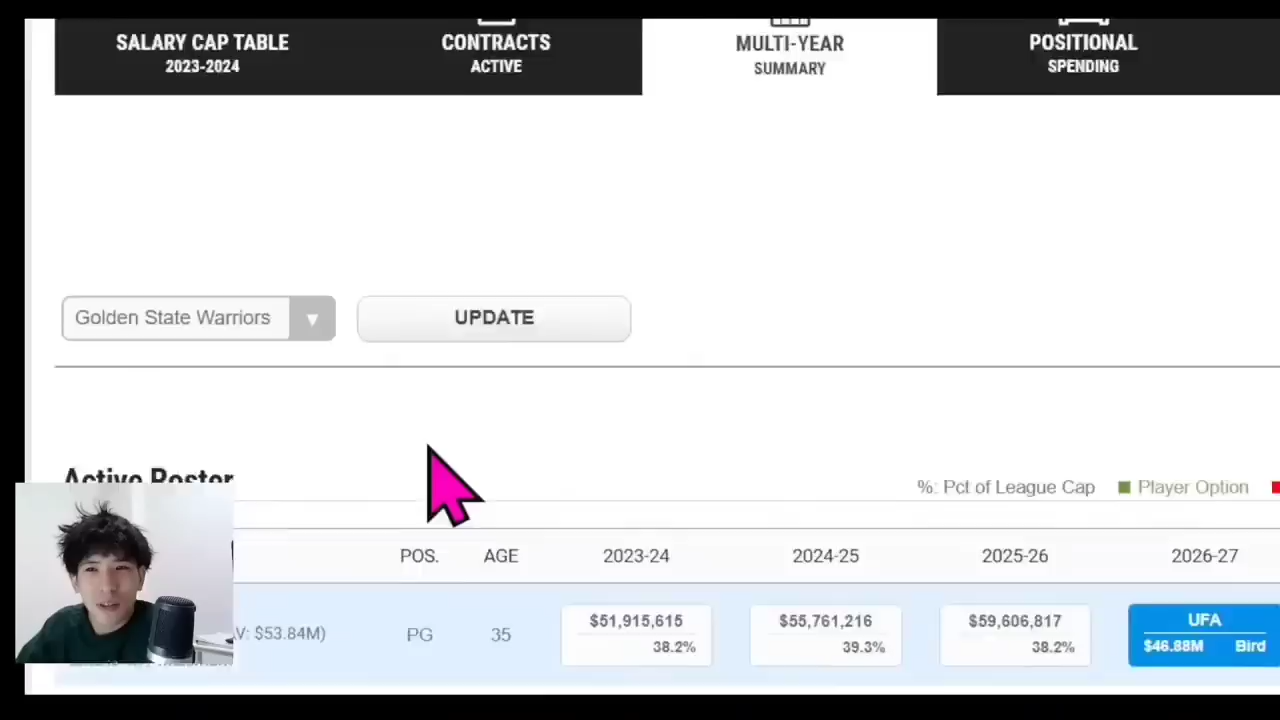 SALARY CAP TABLE
2023-2024
CONTRACTS
ACTIVE
MULTI-YEAR
SUMMARY
POSITIONAL
SPENDING
Golden State Warriors
UPDATE
Active Roster
%: Pct of League Cap
Player Option
POS. AGE 2023-24 2024-25 2025-26 2026-27
V: $53.84M) PG 35 $51,915,615 $55,761,216 $59,606,817 UFA
38.2% 39.3% 38.2% $46.88M Bird